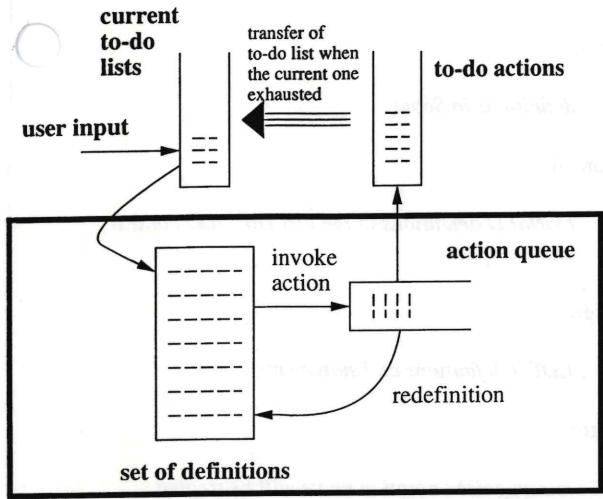 current
to-do
lists
transfer of
to-do list when
the current one
exhausted
to-do actions
user input
action queue
invoke
action
redefinition
set of definitions